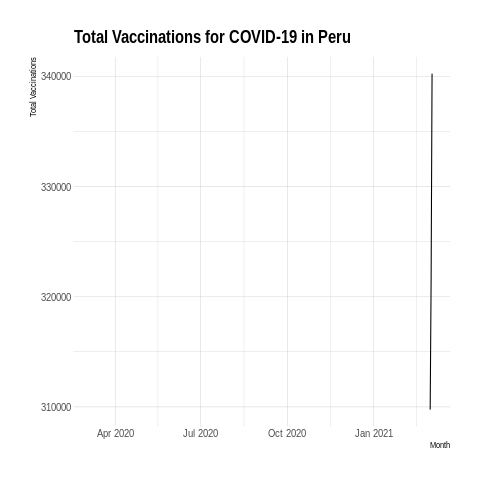 Total Vaccinations for COVID-19 in Peru
Total Vaccinations
340000
330000
320000
310000
Apr 2020
Jul 2020
Oct 2020
Jan 2021
Month